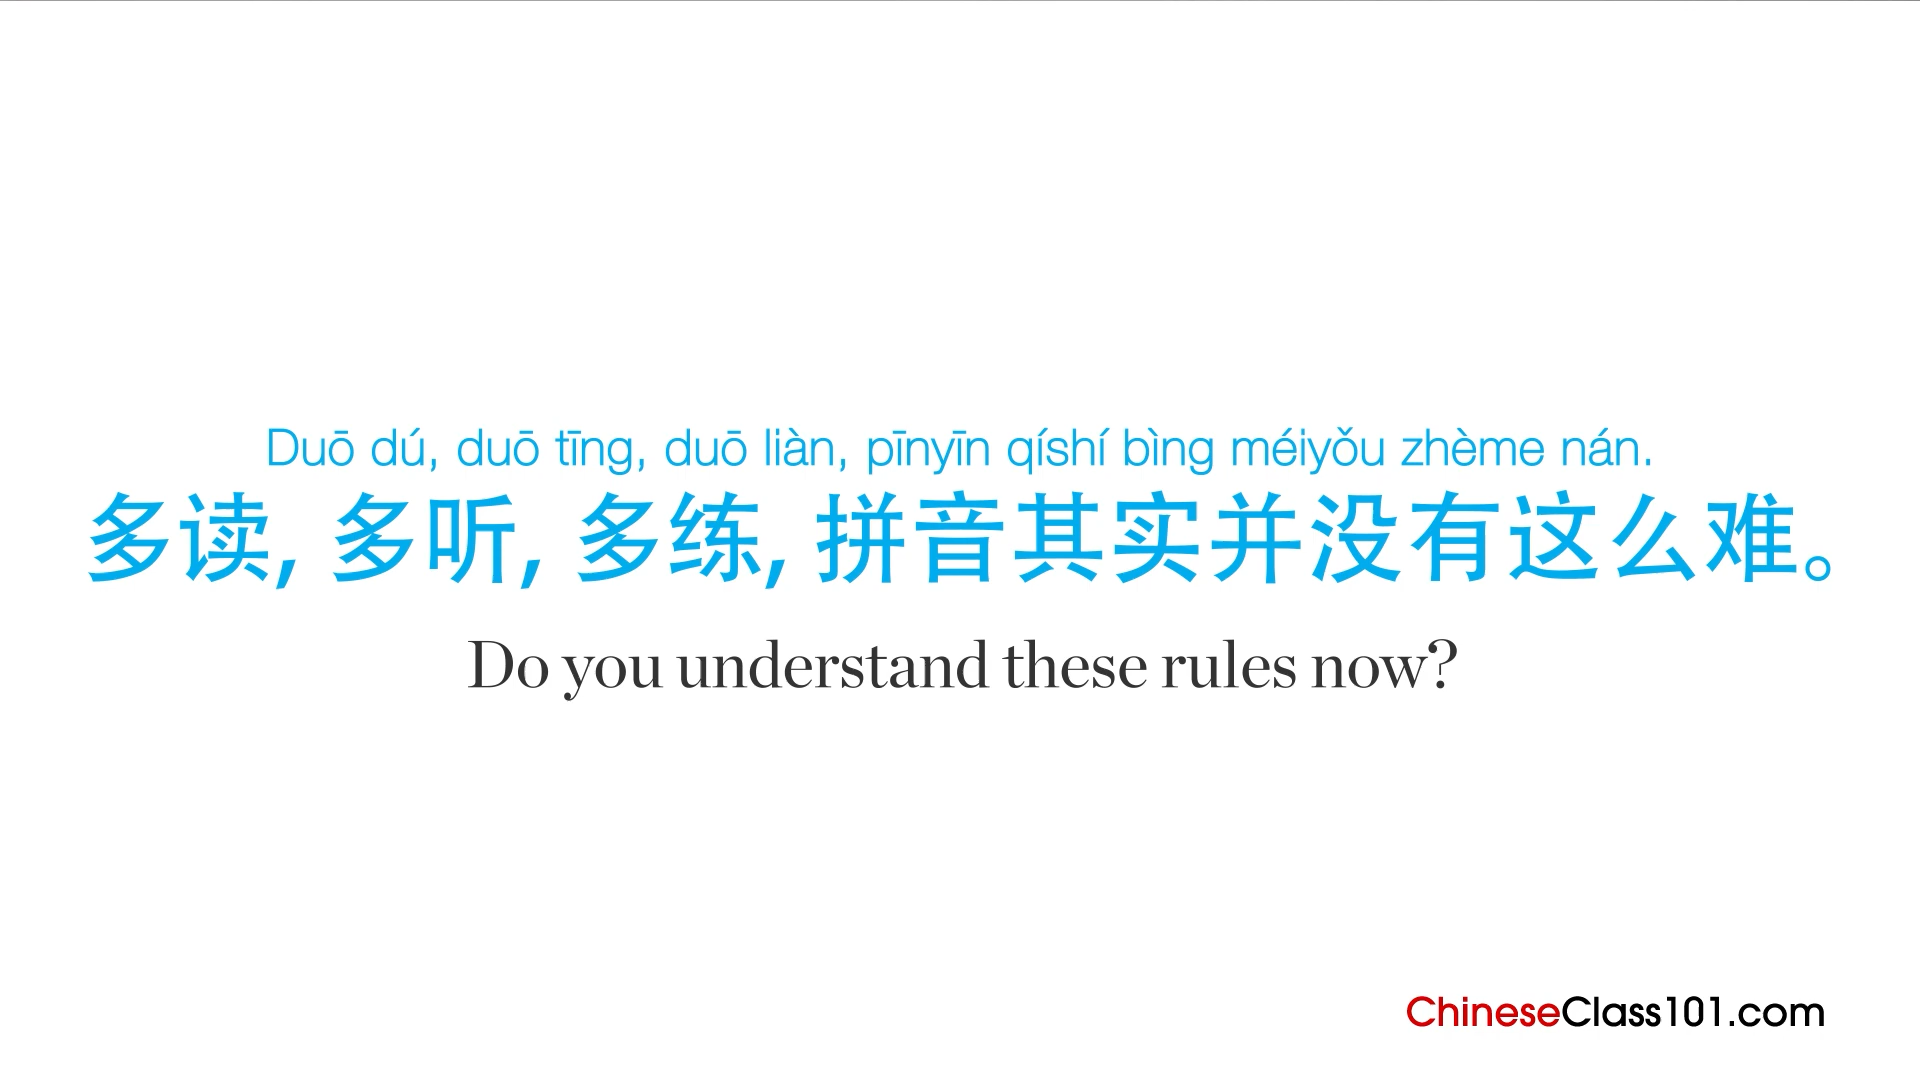 Duō dú, duō tīng, duō liàn, pīnyīn qíshí bìng méiyǒu zhème nán.
多读, 多听, 多练, 拼音其实并没有这么难。
Do you understand these rules now?
ChineseClass101.com